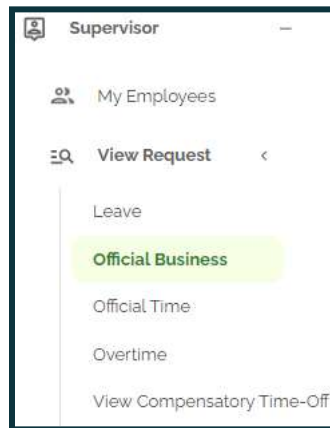 Supervisor
My Employees
View Request
Leave
Official Business
Official Time
Overtime
View Compensatory Time-Off